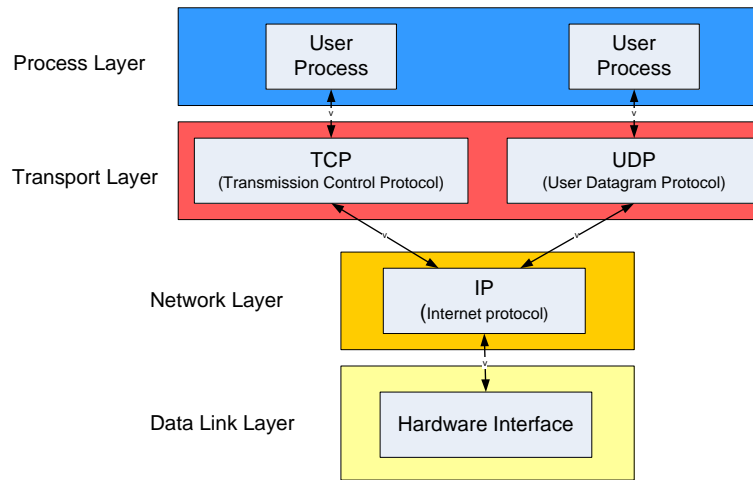 Process Layer
User
Process
User
Process
v
v
Transport Layer
TCP
(Transmission Control Protocol)
UDP
(User Datagram Protocol)
v
v
Network Layer
IP
(Internet protocol)
v
Data Link Layer
Hardware Interface